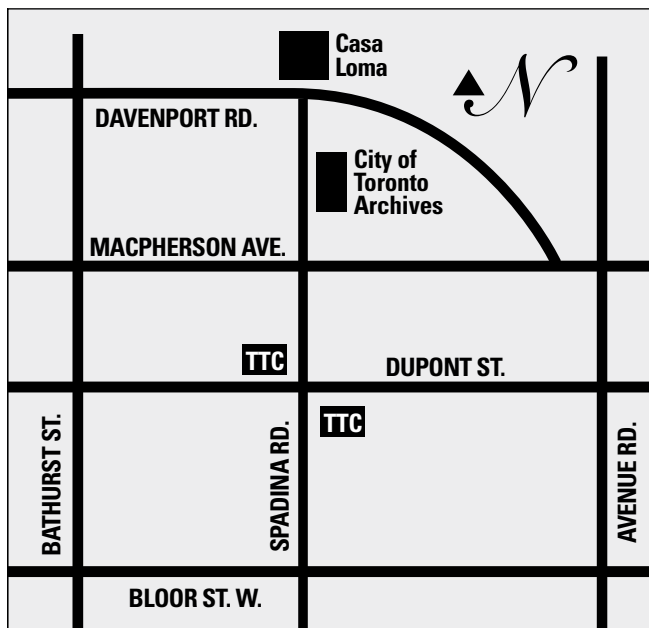 Casa
Loma
N
DAVENPORT RD.
City of
Toronto
Archives
MACPHERSON AVE.
TTC
DUPONT ST.
TTC
BATHURST ST.
SPADINA RD.
AVENUE RD.
BLOOR ST. W.